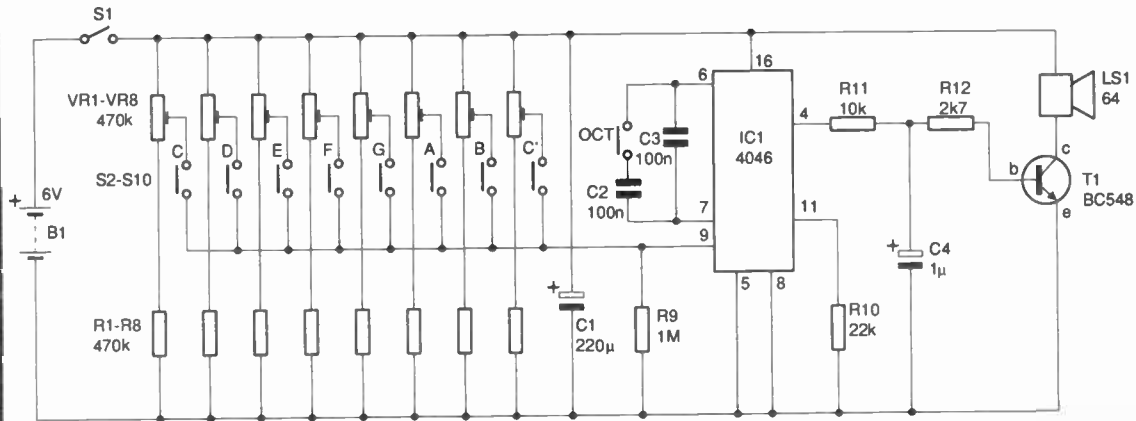 S1
VR1-VR8
470k
C
D
E
F
G
A
B
C'
S2-S10
+
6V
B1
R1-R8
470k
+
C1
220µ
R9
1M
OCT
C3
100n
C2
100n
6
7
9
16
IC1
4046
4
11
5
8
R11
10k
R12
2k7
R10
22k
+
C4
1µ
LS1
64
c
b
e
T1
BC548